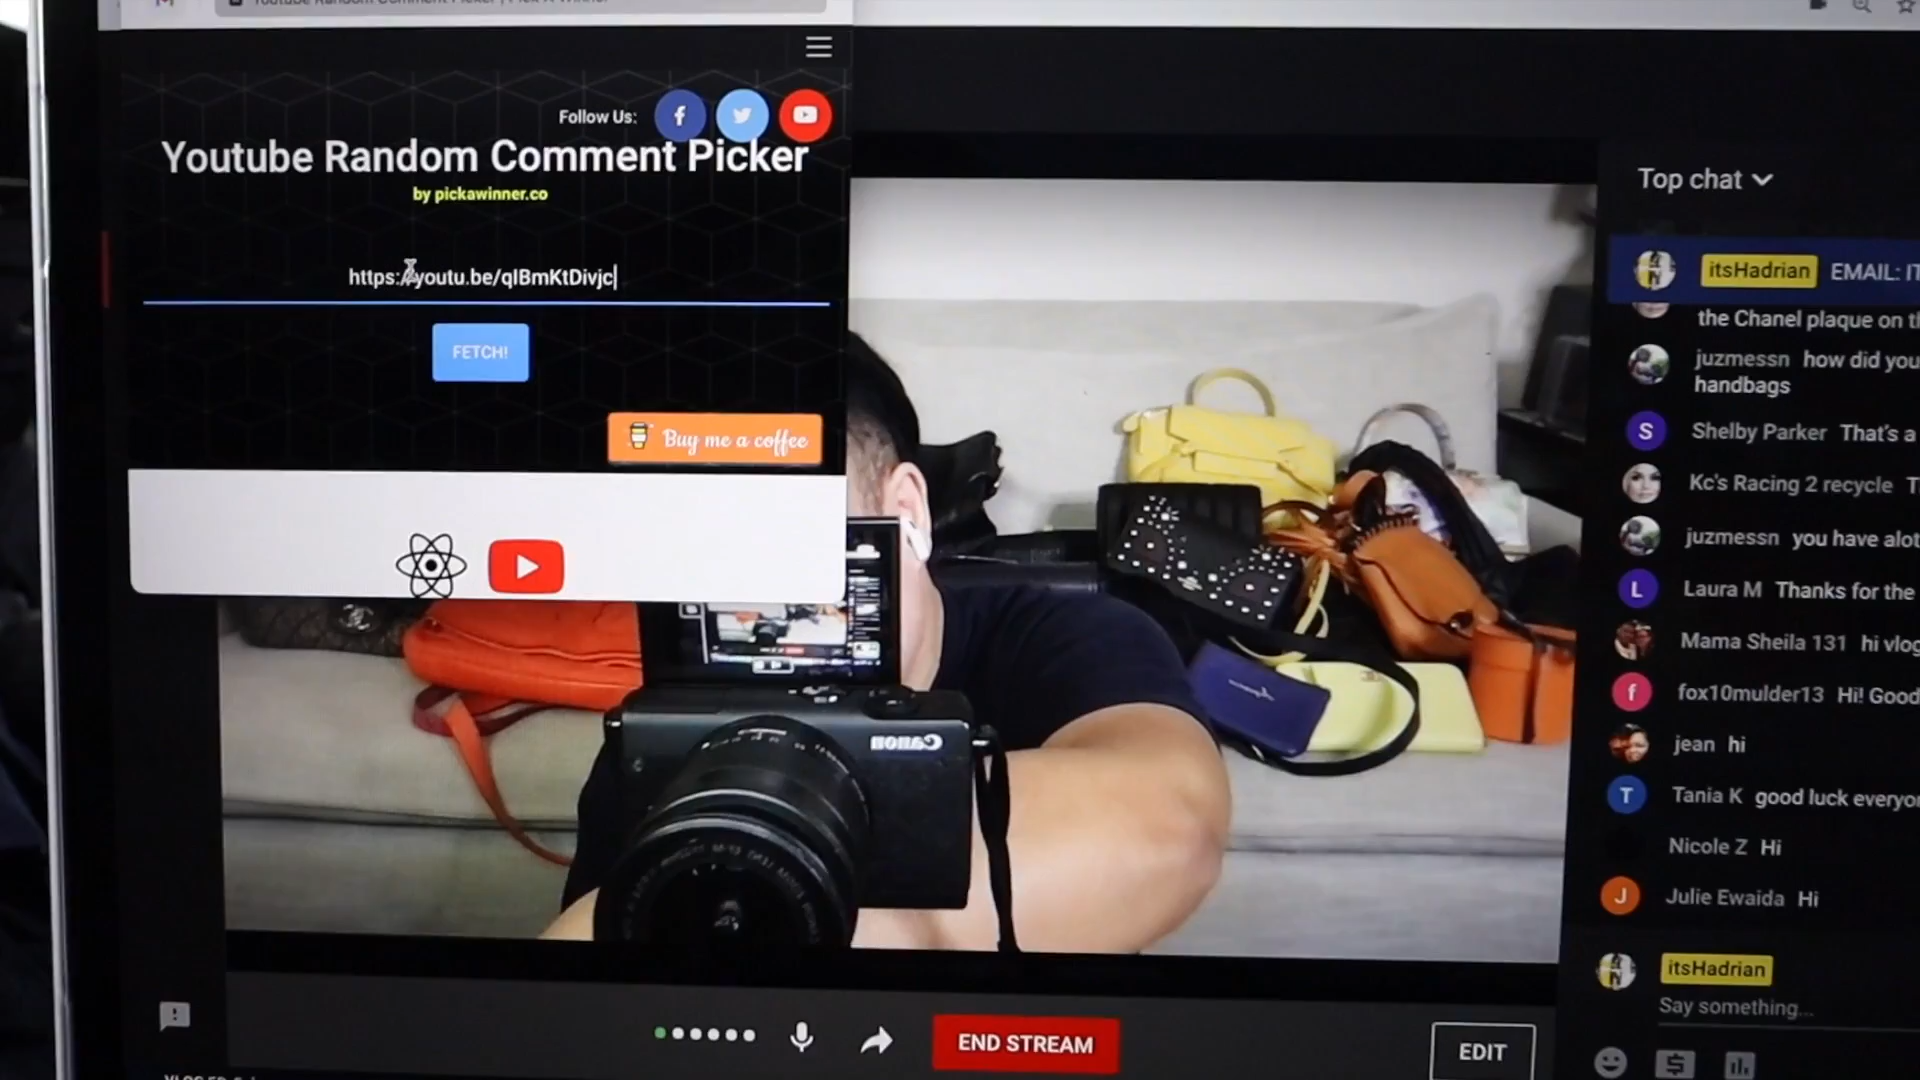 Follow Us:
Youtube Random Comment Picker
by pickawinner.co
https://youtu.be/qIBmKtDivjc
FETCH!
Buy me a coffee
Canon
END STREAM
EDIT
Top chat
itsHadrian EMAIL:
the Chanel plaque on
juzmessn how did you
handbags
Shelby Parker That's a
Kc's Racing 2 recycle
juzmessn you have alot
Laura M Thanks for the
Mama Sheila 131 hi
fox10mulder13 Hi! Good
jean hi
Tania K good luck
Nicole Z Hi
Julie Ewaida Hi
itsHadrian
Say something...